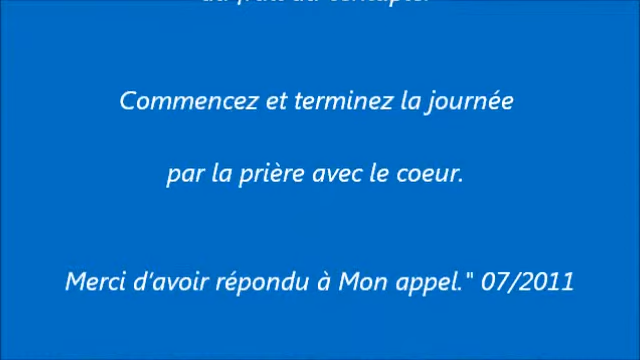 Commencez et terminez la journée
par la prière avec le coeur.
Merci d'avoir répondu à Mon appel." 07/2011